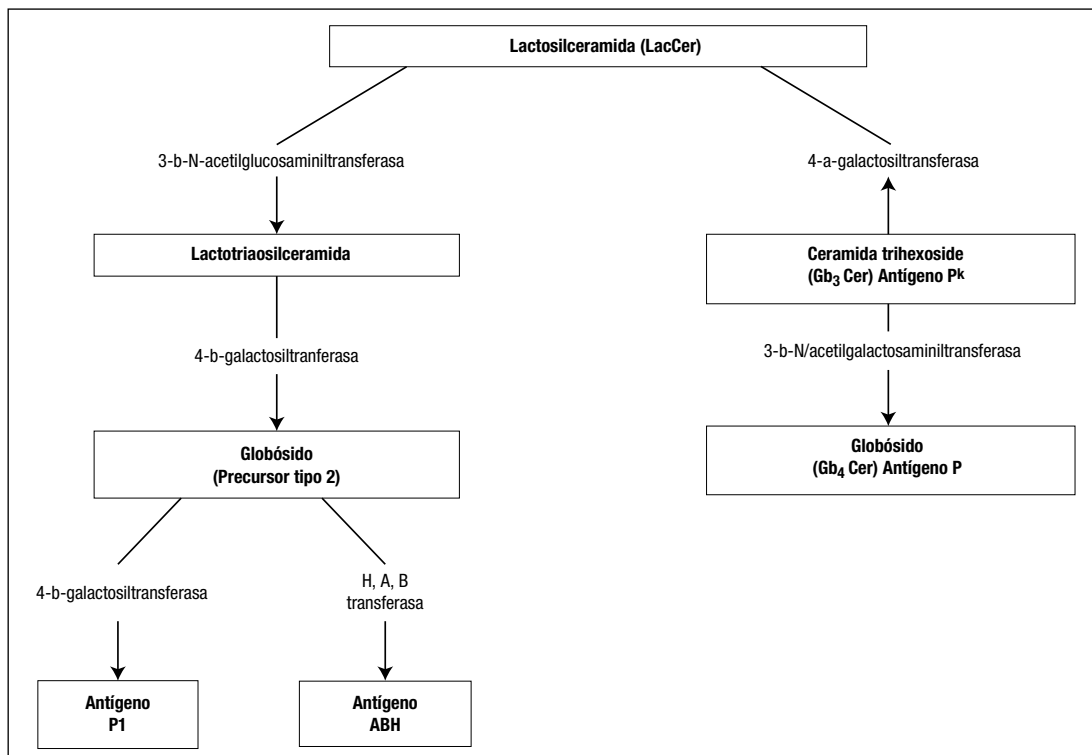 Lactosilceramida (LacCer)
3-b-N-acetilglucosaminiltransferasa
4-a-galactosiltransferasa
Lactotriaosilceramida
Ceramida trihexoside
(Gb3 Cer) Antígeno Pk
4-b-galactosiltranferasa
3-b-N/acetilgalactosaminiltransferasa
Globósido
(Precursor tipo 2)
Globósido
(Gb4 Cer) Antígeno P
4-b-galactosiltransferasa
H, A, B
transferasa
Antígeno
P1
Antígeno
ABH